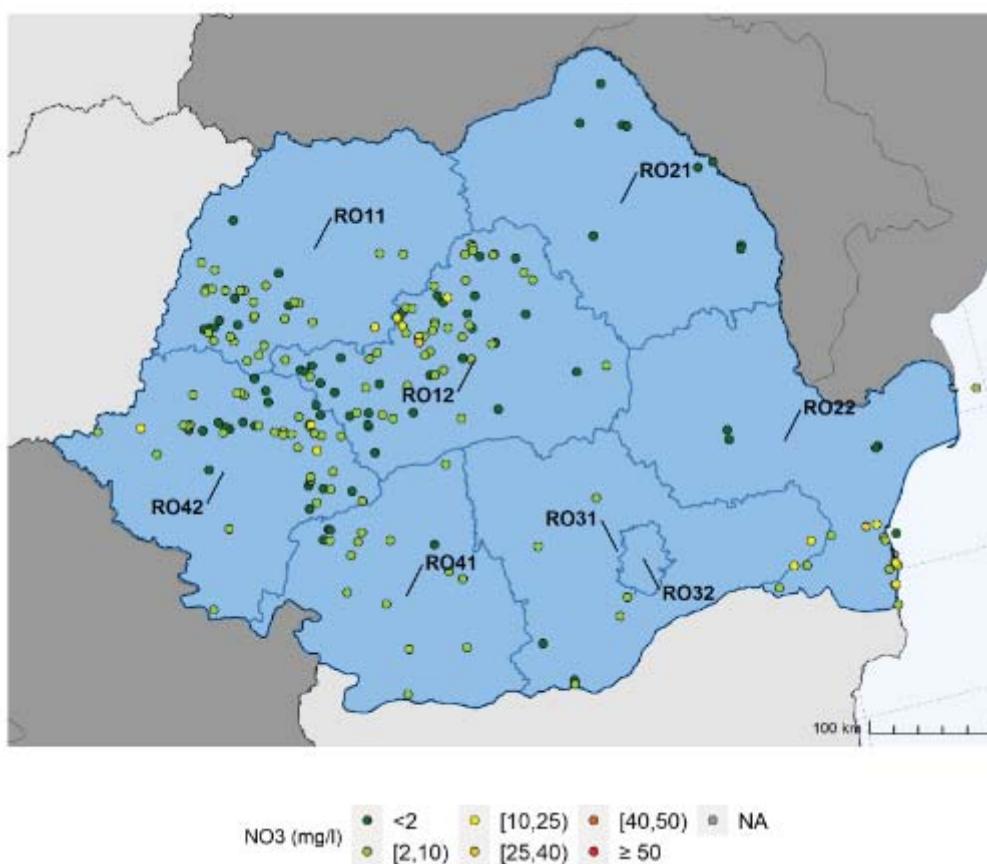 RO21
RO11
RO12
RO22
RO42
RO31
RO41
RO32
100 km
NO3 (mg/l)
<2
[10,25)
[40,50)
NA
[2,10)
[25,40)
≥ 50